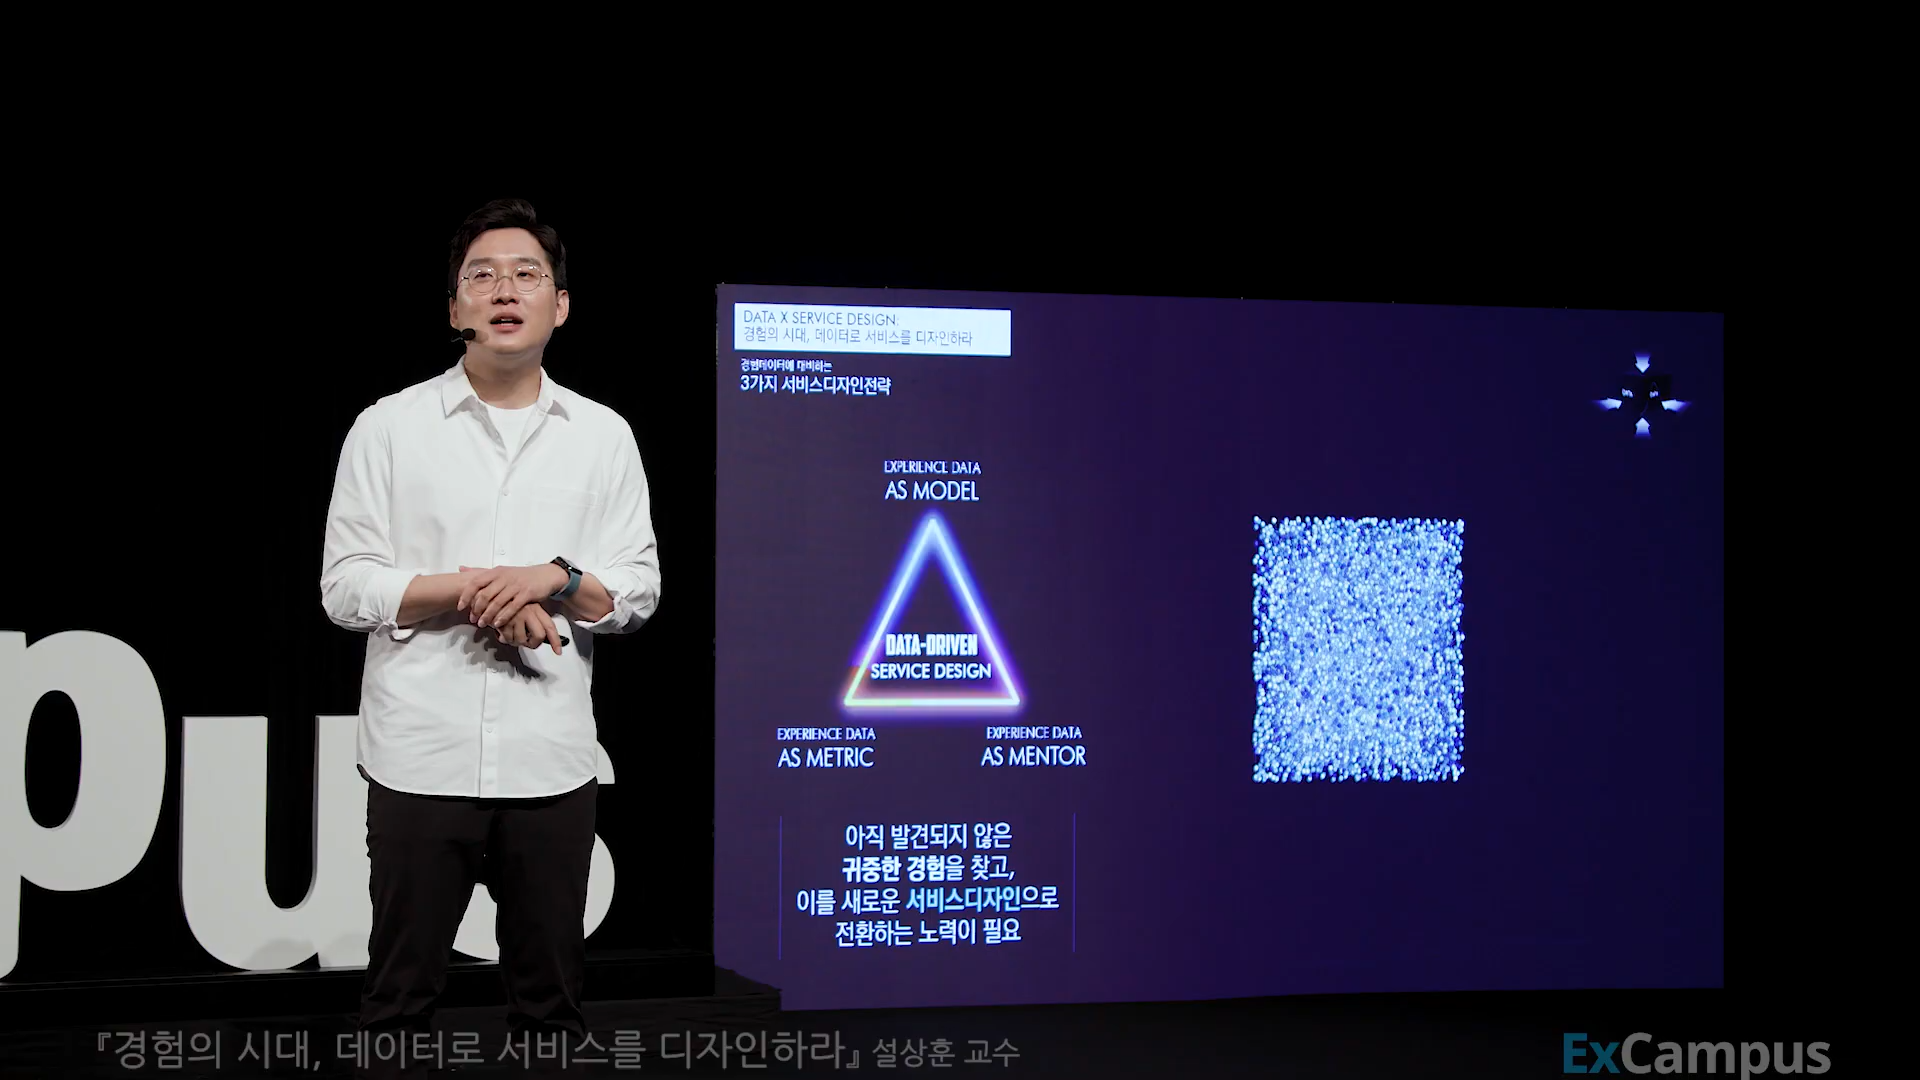 DATA X SERVICE DESIGN:
경험의 시대, 데이터로 서비스를 디자인하라
경험데이터에 대비하는
3가지 서비스디자인전략
EXPERIENCE DATA
AS MODEL
DATA-DRIVEN
SERVICE DESIGN
EXPERIENCE DATA
AS METRIC
EXPERIENCE DATA
AS MENTOR
아직 발견되지 않은
귀중한 경험을 찾고,
이를 새로운 서비스디자인으로
전환하는 노력이 필요
pus
『경험의 시대, 데이터로 서비스를 디자인하라』 설상훈 교수
ExCampus